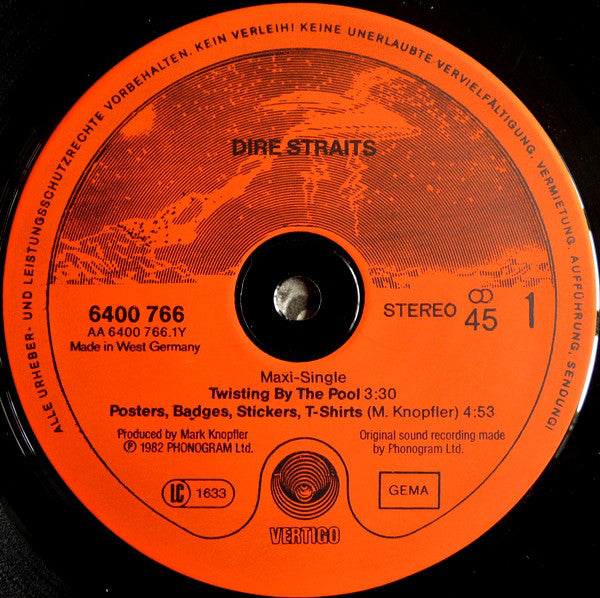 ALLE URHEBER- UND LEISTUNGSSCHUTZRECHTE VORBEHALTEN. KEIN VERLEIH! KEINE UNERLAUBTE VERVIELFÄLTIGUNG, VERMIETUNG, AUFFÜHRUNG, SENDUNG!
DIRE STRAITS
6400 766
AA 6400 766.1Y
Made in West Germany
STEREO 45 1
Maxi-Single
Twisting By The Pool 3:30
Posters, Badges, Stickers, T-Shirts (M. Knopfler) 4:53
Produced by Mark Knopfler
℗ 1982 PHONOGRAM Ltd.
Original sound recording made
by Phonogram Ltd.
LC 1633
GEMA
VERTIGO